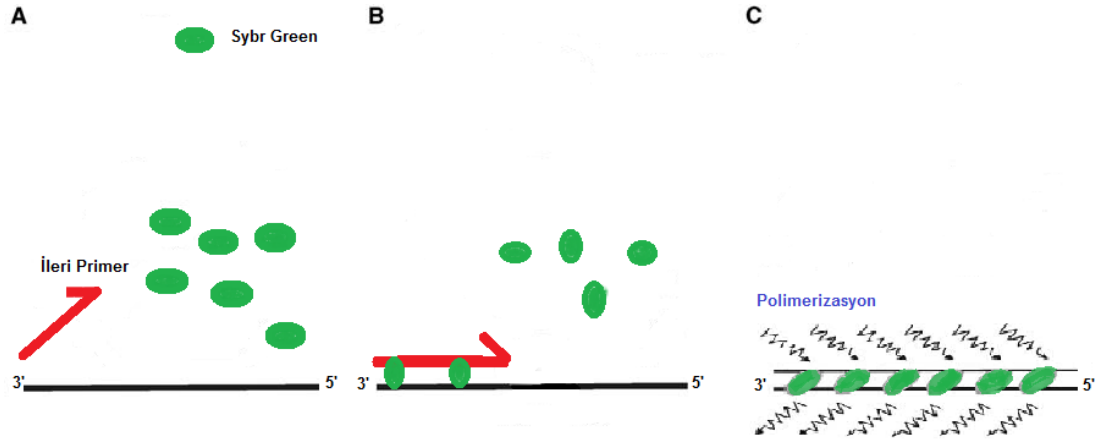 A
Sybr Green
İleri Primer
3'
5'
B
3'
5'
C
Polimerizasyon
3'
5'